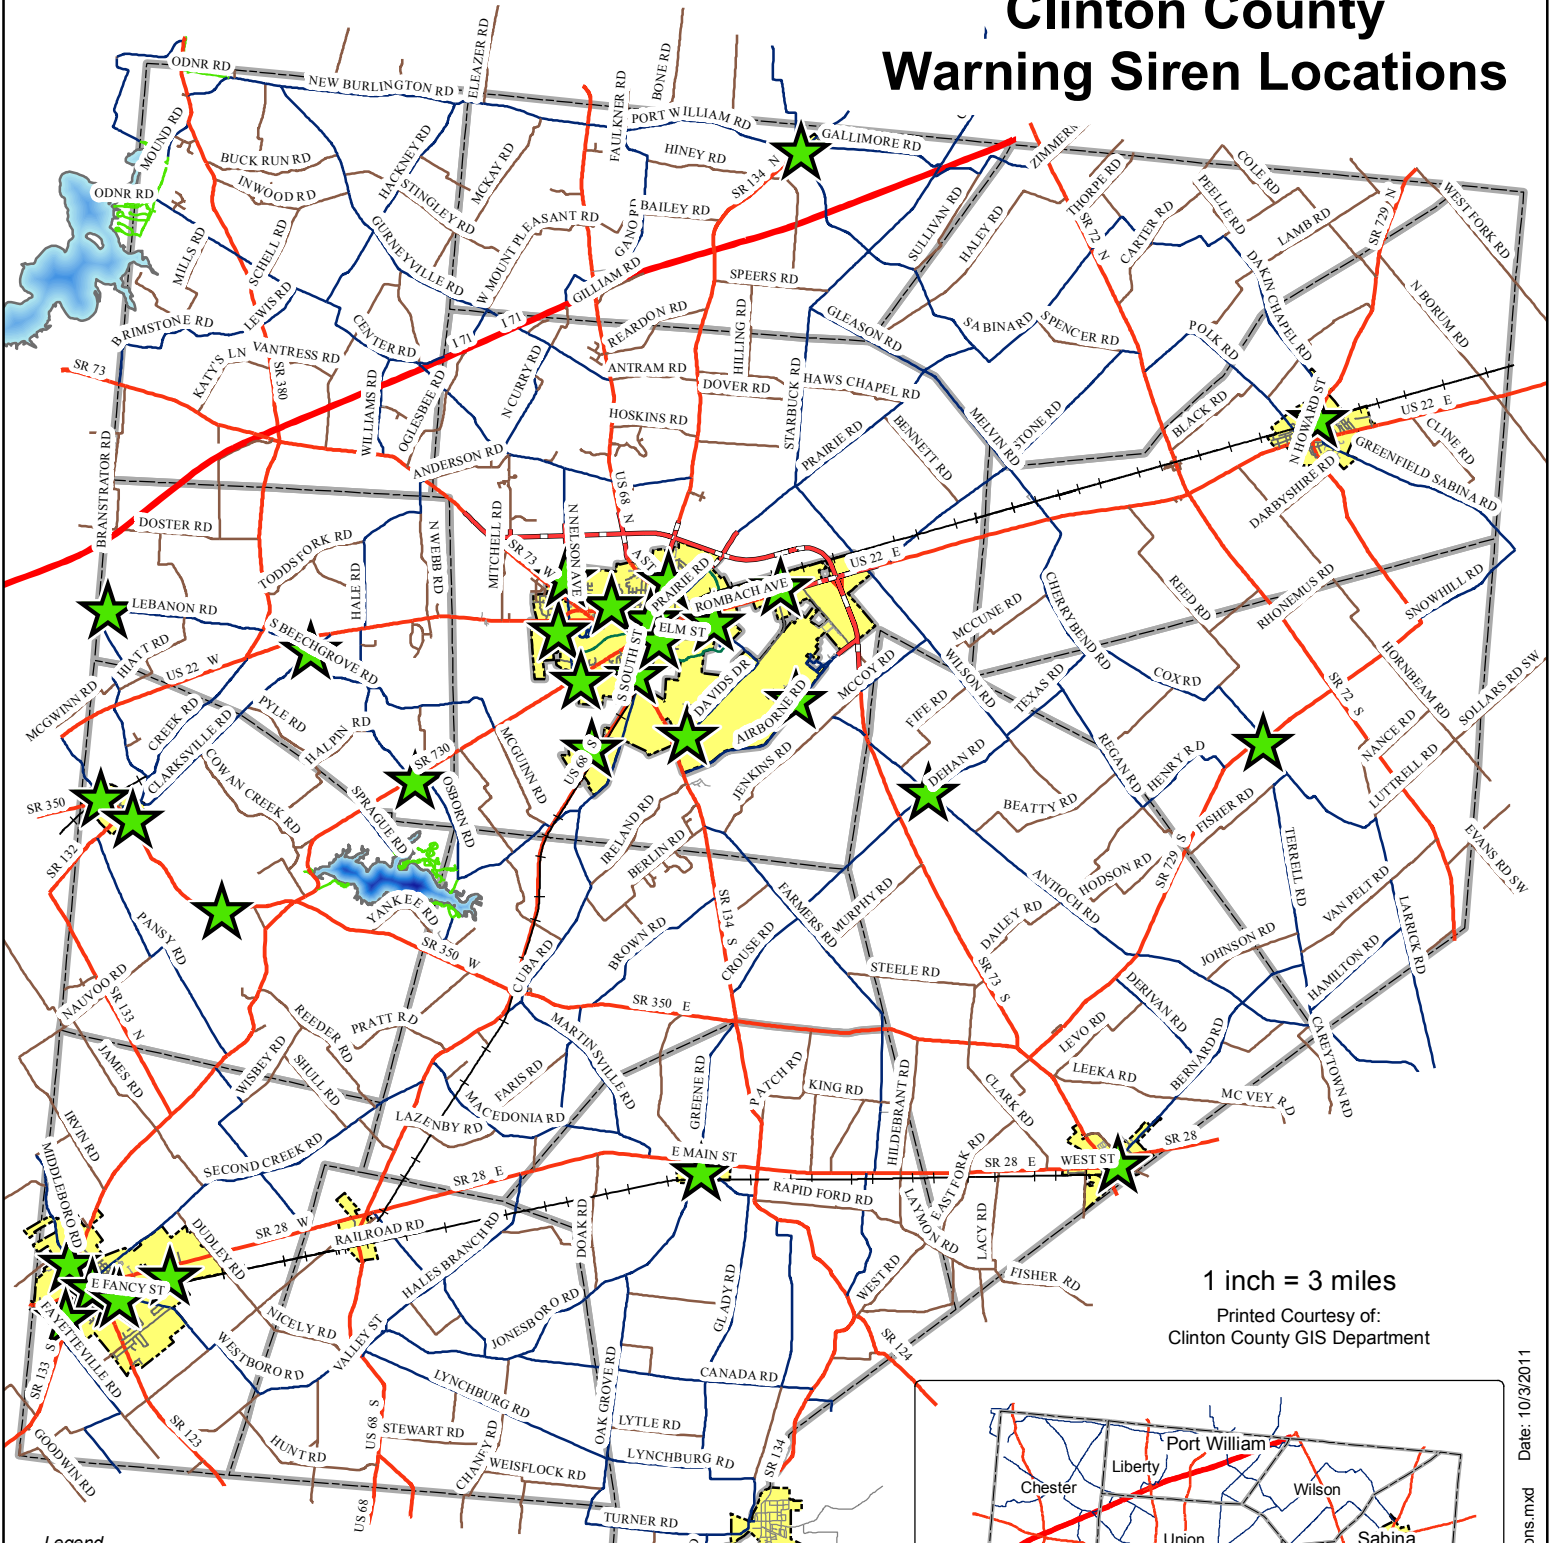 Clinton County
Warning Siren Locations
ODNR RD
NEW BURLINGTON RD
ELEAZER RD
BONE RD
FAULKNER RD
PORT WILLIAM RD
GALLIMORE RD
ZIMMERM
MOUND RD
BUCK RUN RD
HACKNEY RD
MCKAY RD
HINEY RD
SR 134 N
THORPE RD
COLE RD
WEST FORK RD
ODNR RD
INWOOD RD
STINGLEY RD
W MOUNT PLEASANT RD
GANO RD
BAILEY RD
SULLIVAN RD
HALEY RD
SR 72 N
CARTER RD
PEELLE RD
LAMB RD
SR 729 N
MILLS RD
SCHELL RD
GURNEYVILLE RD
GILLIAM RD
SPEERS RD
DAKIN CHAPEL RD
N BORUM RD
BRIMSTONE RD
LEWIS RD
CENTER RD
I 71
I 71
REARDON RD
HILLING RD
GLEASON RD
SABINA RD
SPENCER RD
POLK RD
SR 73
KATY'S LN
VANTRESS RD
SR 380
WILLIAMS RD
OGLESBEE RD
N CURRY RD
ANTRAM RD
DOVER RD
STARBUCK RD
HAWS CHAPEL RD
HOSKINS RD
PRAIRIE RD
BENNETT RD
MELVIN RD
STONE RD
BLACK RD
N HOWARD ST
US 22 E
CLINE RD
BRANSTRATOR RD
ANDERSON RD
DARBYSHIRE RD
GREENFIELD SABINA RD
DOSTER RD
TODDS FORK RD
HALE RD
N WEBB RD
MITCHELL RD
SR 73 W
N NELSON AVE
US 68 N
AST
PRAIRIE RD
ROMBACH AVE
US 22 E
REED RD
RHONEMUS RD
SNOWHILL RD
LEBANON RD
S BEECHGROVE RD
ELM ST
S SOUTH ST
MCCUNE RD
CHERRYBEND RD
HIATT RD
US 22 W
MCGWINN RD
CREEK RD
CLARKSVILLE RD
PYLE RD
HALPIN RD
DAVIDS DR
AIRBORNE RD
MCCOY RD
FIFE RD
WILSON RD
TEXAS RD
COX RD
SR 72 S
HORNBEAM RD
SOLLARS RD SW
COWAN CREEK RD
SR 730
MCGUINN RD
US 68 S
JENKINS RD
DEHAN RD
REGAN RD
HENRY RD
NANCE RD
LUTTRELL RD
SR 350
SPRAGUE RD
OSBORN RD
IRELAND RD
BERLIN RD
BEATTY RD
FISHER RD
EVANS RD SW
SR 132
YANKEE RD
SR 134 S
FARMERS RD
MURPHY RD
ANTIOCH RD
HODSON RD
SR 729 S
TERRELL RD
VAN PELT RD
LARRICK RD
PANSY RD
SR 350 W
CUBA RD
BROWN RD
CROUSE RD
DAILEY RD
STEELE RD
SR 73 S
JOHNSON RD
HAMILTON RD
NAUVOO RD
SR 133 N
REEDER RD
PRATT RD
SR 350 E
MARTINSVILLE RD
DERIVAN RD
LEVO RD
BERNARD RD
CAREYTOWN RD
JAMES RD
WISBEY RD
SHULL RD
FARIS RD
GREENE RD
PATCH RD
KING RD
HILDEBRANT RD
CLARK RD
LEEKA RD
MC VEY RD
IRVIN RD
LAZENBY RD
MACEDONIA RD
MIDDLEBORO RD
SECOND CREEK RD
SR 28 E
E MAIN ST
EAST FORK RD
SR 28 E
WEST ST
SR 28
RAPID FORD RD
LAYMON RD
LACY RD
DUDLEY RD
SR 28 W
RAILROAD RD
HALES BRANCH RD
DOAK RD
FISHER RD
E FANCY ST
WEST RD
GLADY RD
1 inch = 3 miles
Printed Courtesy of:
Clinton County GIS Department
FAYETTEVILLE RD
NICELY RD
VALLEY ST
JONESBORO RD
SR 124
SR 133 S
WESTBORO RD
LYNCHBURG RD
OAK GROVE RD
CANADA RD
GOODWIN RD
SR 123
HUNT RD
US 68 S
STEWART RD
CHANEY RD
WEISFLOCK RD
LYTLE RD
LYNCHBURG RD
SR 134
US 68
TURNER RD
Date: 10/3/2011
ons.mxd
Port William
Liberty
Chester
Wilson
Union
Sabina
Legend